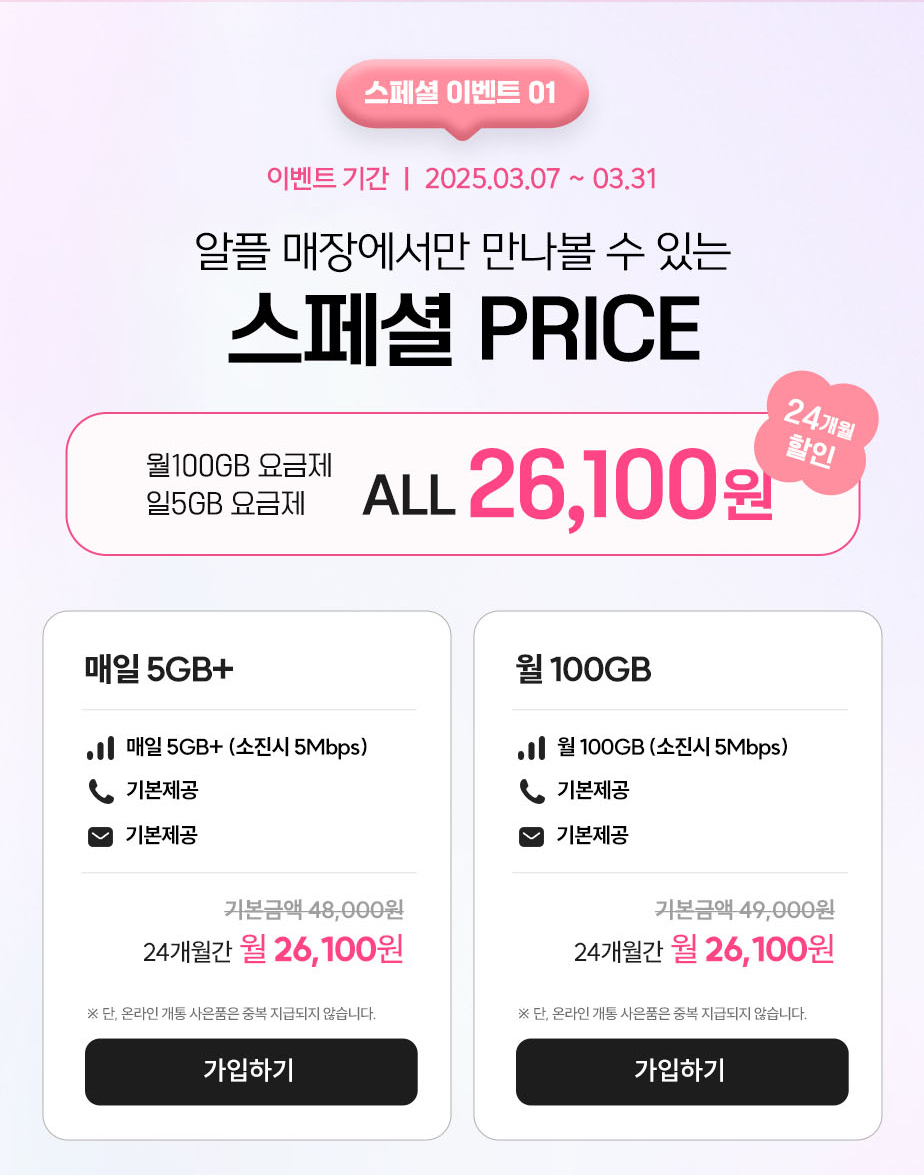 스페셜 이벤트 01
이벤트 기간 | 2025.03.07 ~ 03.31
알플 매장에서만 만나볼 수 있는
스페셜 PRICE
24개월
할인
월100GB 요금제
일5GB 요금제
ALL 26,100원
매일 5GB+
매일 5GB+ (소진시 5Mbps)
기본제공
기본제공
기본금액 48,000원
24개월간 월 26,100원
※ 단, 온라인 개통 사은품은 중복 지급되지 않습니다.
가입하기
월 100GB
월 100GB (소진시 5Mbps)
기본제공
기본제공
기본금액 49,000원
24개월간 월 26,100원
※ 단, 온라인 개통 사은품은 중복 지급되지 않습니다.
가입하기